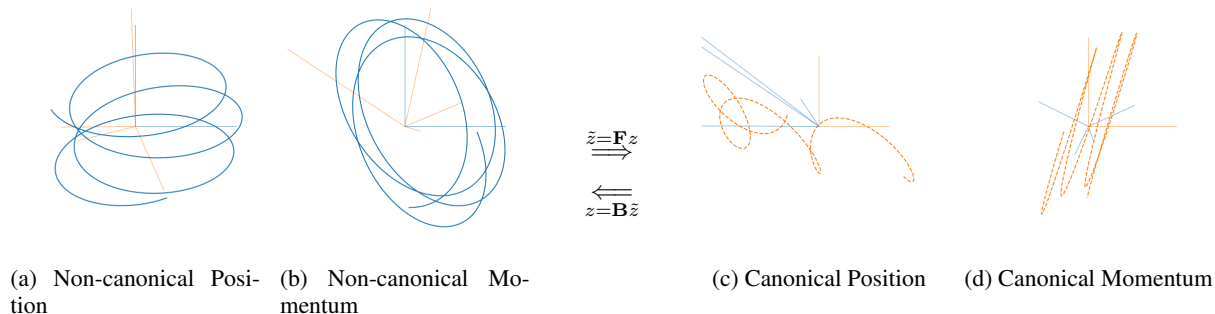 z̃=Fz
⟹
⟸
z=Bz̃
(a) Non-canonical Posi-
tion
(b) Non-canonical Mo-
mentum
(c) Canonical Position
(d) Canonical Momentum